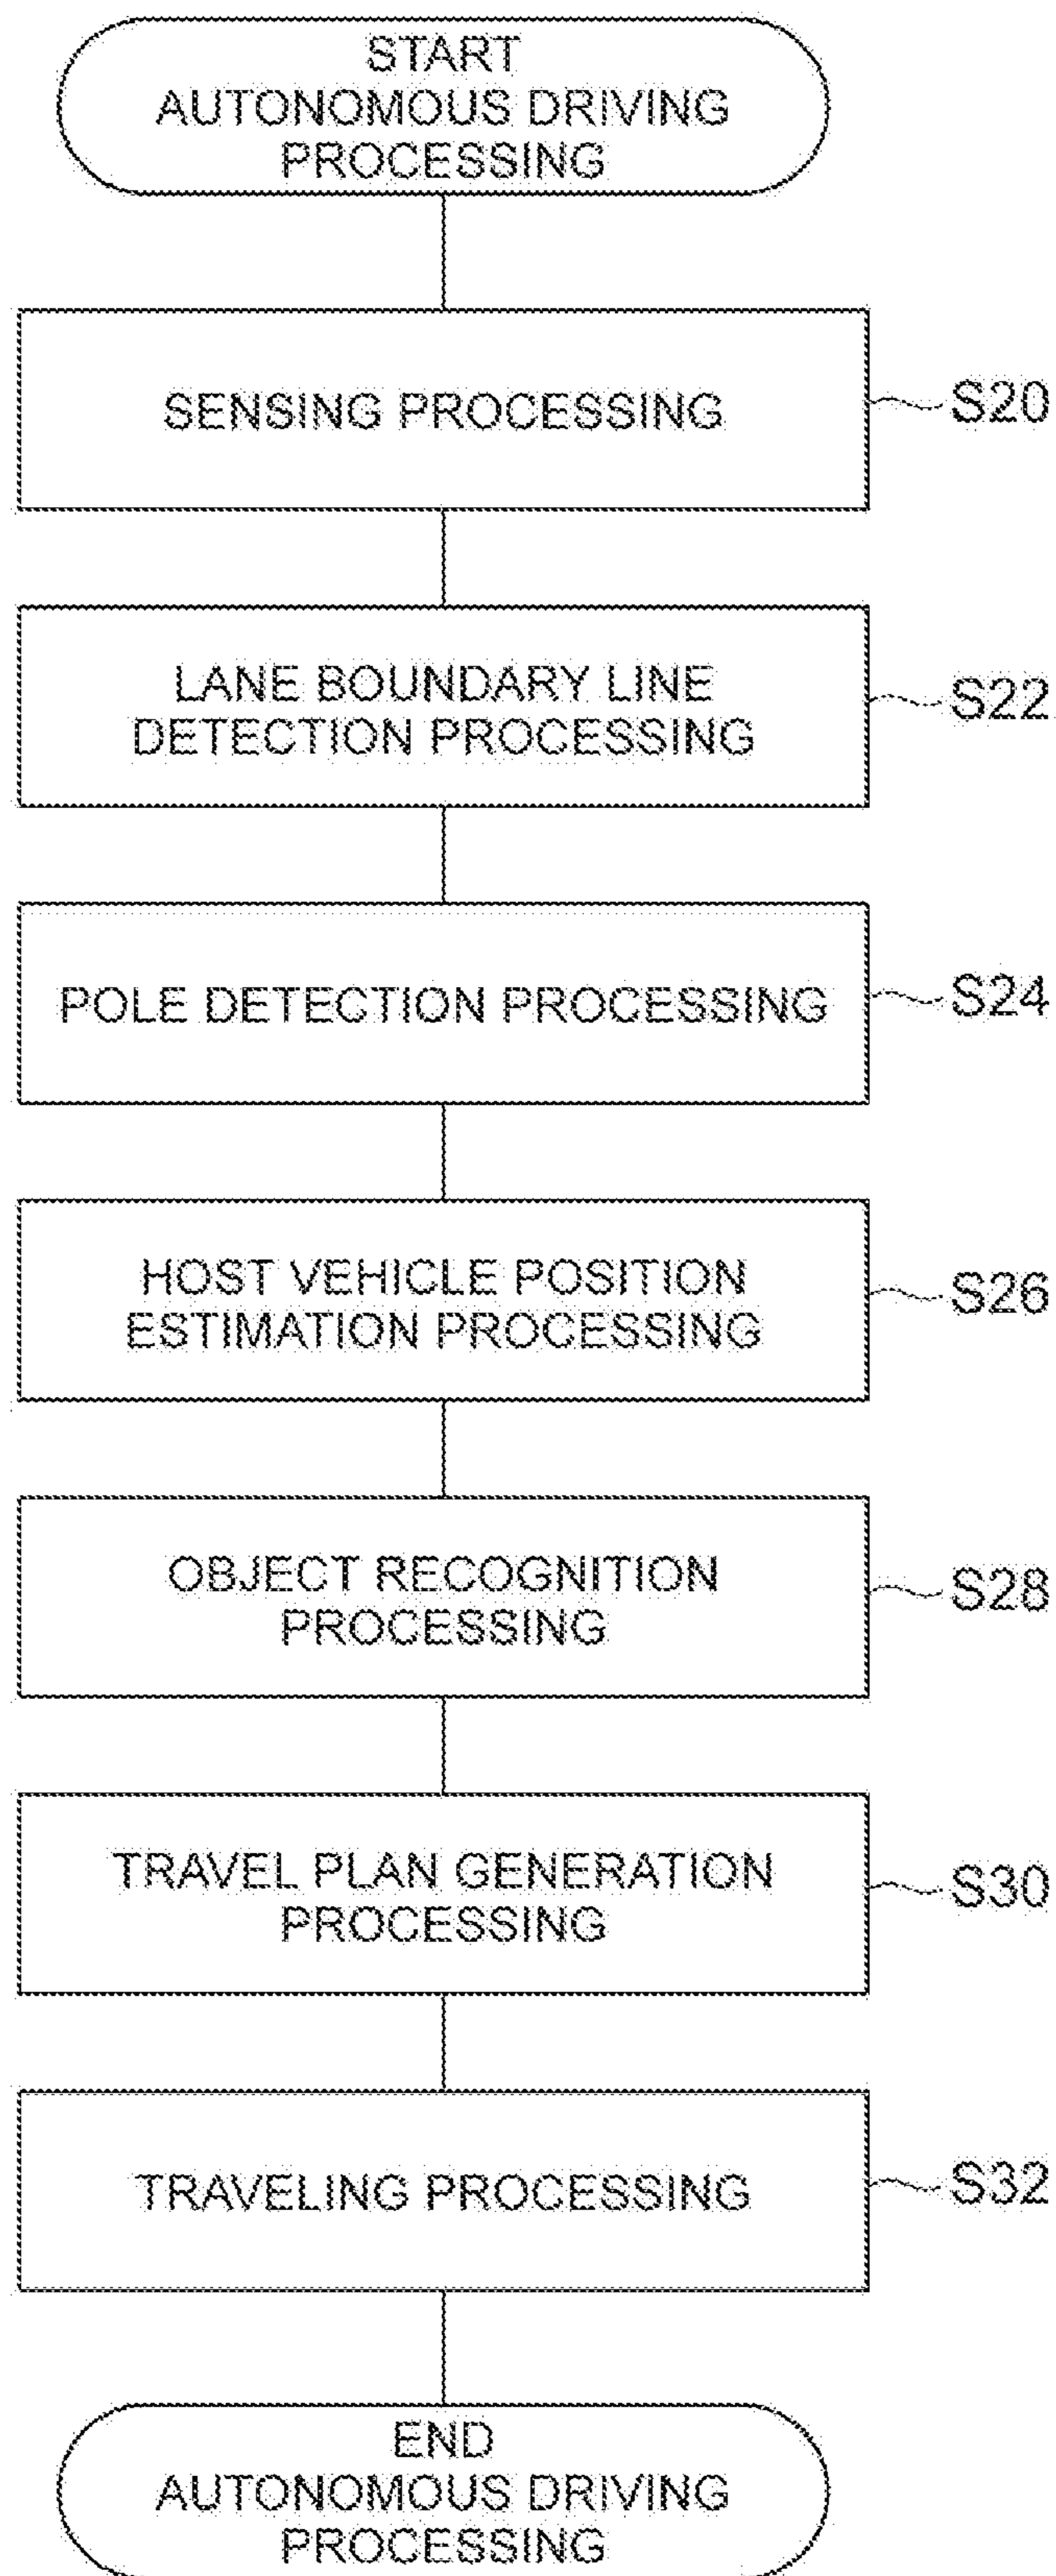 START
AUTONOMOUS DRIVING
PROCESSING
SENSING PROCESSING
S20
LANE BOUNDARY LINE
DETECTION PROCESSING
S22
POLE DETECTION PROCESSING
S24
HOST VEHICLE POSITION
ESTIMATION PROCESSING
S26
OBJECT RECOGNITION
PROCESSING
S28
TRAVEL PLAN GENERATION
PROCESSING
S30
TRAVELING PROCESSING
S32
END
AUTONOMOUS DRIVING
PROCESSING